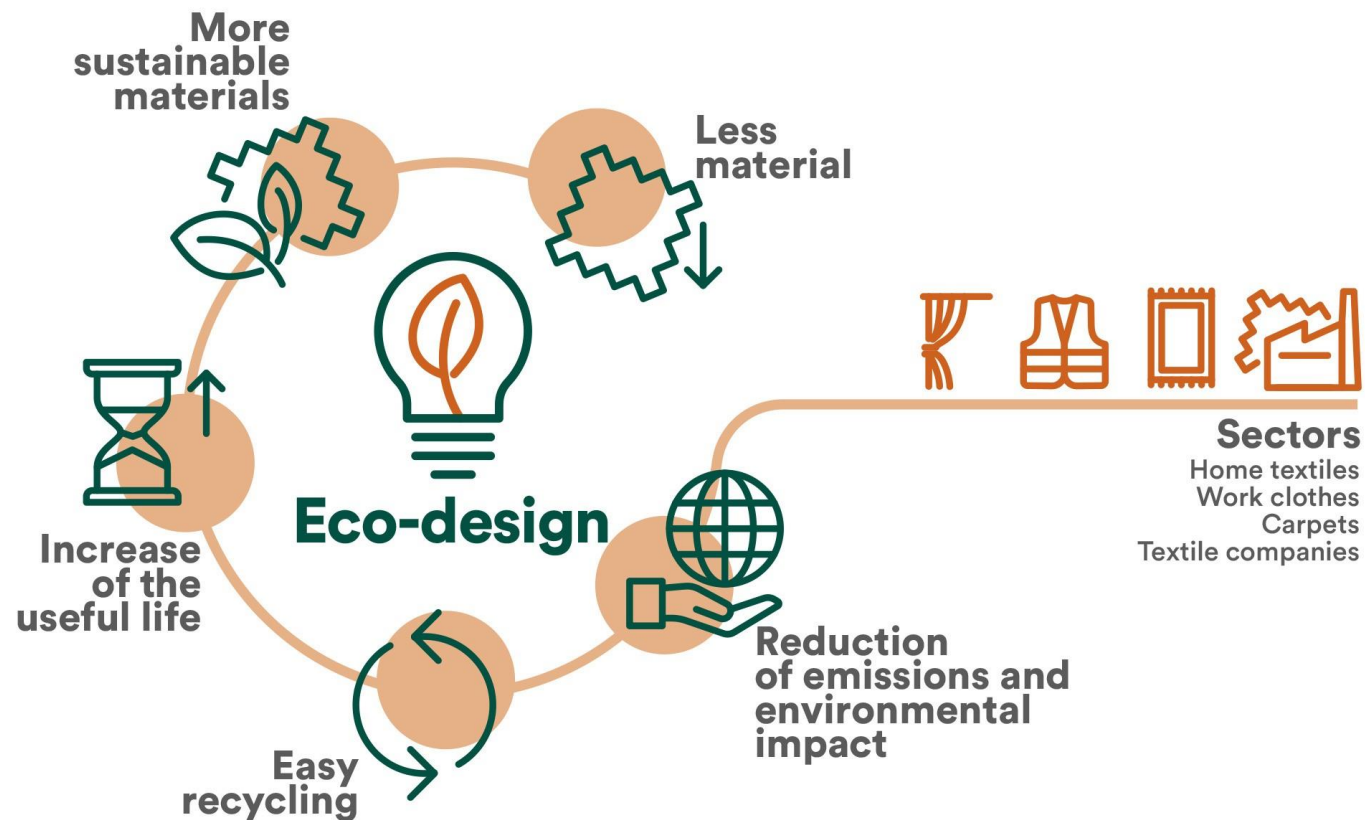 More
sustainable
materials
Less
material
Eco-design
Increase
of the
useful life
Easy
recycling
Reduction
of emissions and
environmental
impact
Sectors
Home textiles
Work clothes
Carpets
Textile companies